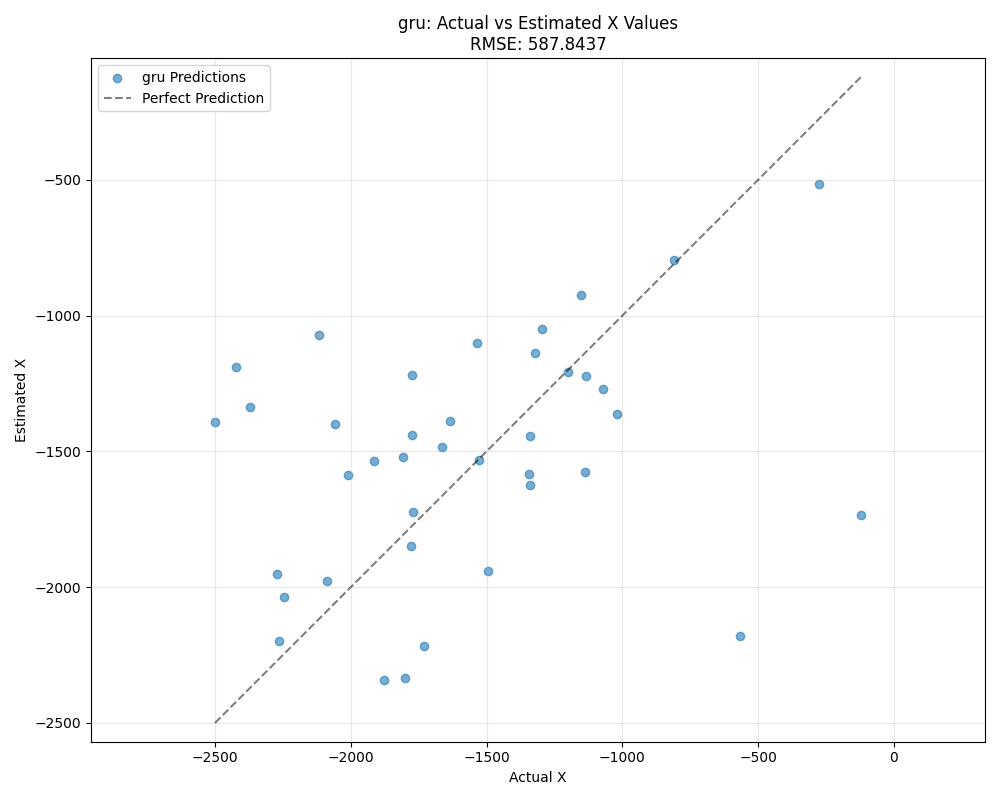 gru: Actual vs Estimated X Values
RMSE: 587.8437
gru Predictions
Perfect Prediction
Estimated X
−500
−1000
−1500
−2000
−2500
−2500 −2000 −1500 −1000 −500 0
Actual X